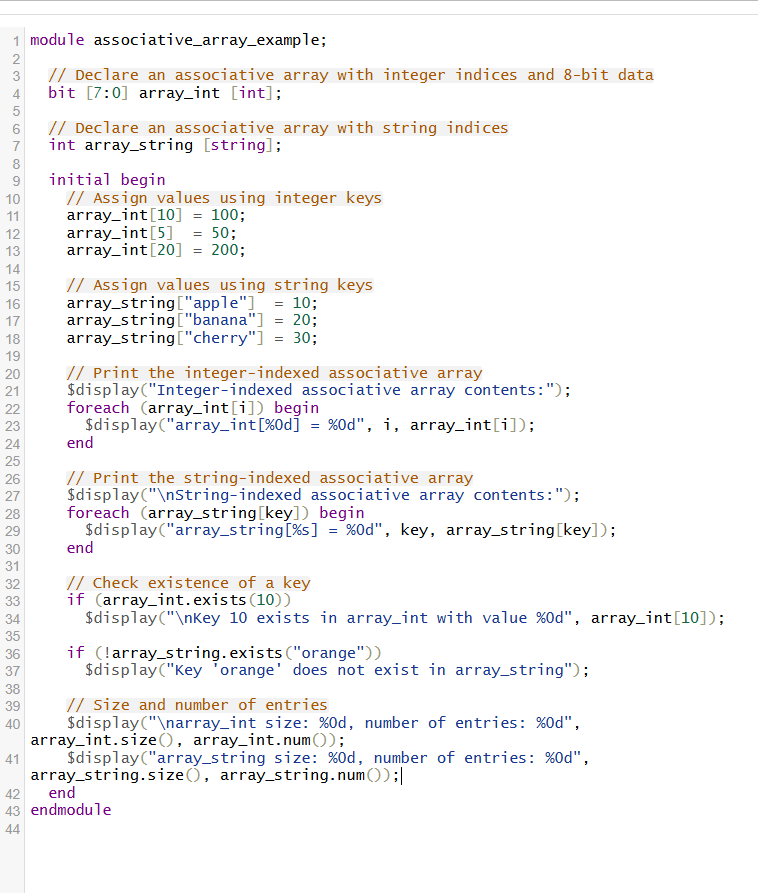 1 module associative_array_example;
2
3 // Declare an associative array with integer indices and 8-bit data
4 bit [7:0] array_int [int];
5
6 // Declare an associative array with string indices
7 int array_string [string];
8
9 initial begin
10 // Assign values using integer keys
11 array_int[10] = 100;
12 array_int[5]  = 50;
13 array_int[20] = 200;
14
15 // Assign values using string keys
16 array_string["apple"]  = 10;
17 array_string["banana"] = 20;
18 array_string["cherry"] = 30;
19
20 // Print the integer-indexed associative array
21 $display("Integer-indexed associative array contents:");
22 foreach (array_int[i]) begin
23 $display("array_int[%0d] = %0d", i, array_int[i]);
24 end
25
26 // Print the string-indexed associative array
27 $display("\nString-indexed associative array contents:");
28 foreach (array_string[key]) begin
29 $display("array_string[%s] = %0d", key, array_string[key]);
30 end
31
32 // Check existence of a key
33 if (array_int.exists(10))
34 $display("\nKey 10 exists in array_int with value %0d", array_int[10]);
35
36 if (!array_string.exists("orange"))
37 $display("Key 'orange' does not exist in array_string");
38
39 // Size and number of entries
40 $display("\narray_int size: %0d, number of entries: %0d",
array_int.size(), array_int.num());
41 $display("array_string size: %0d, number of entries: %0d",
array_string.size(), array_string.num());
42 end
43 endmodule
44